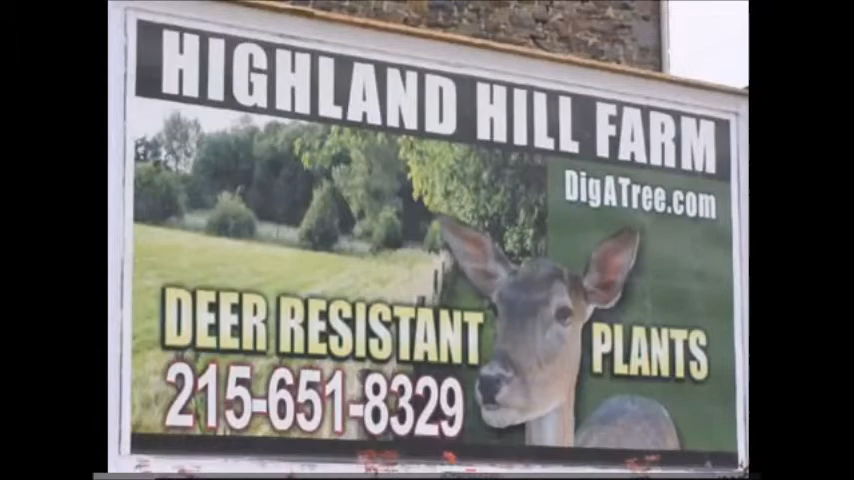 HIGHLAND HILL FARM
DigATree.com
DEER RESISTANT PLANTS
215-651-8329